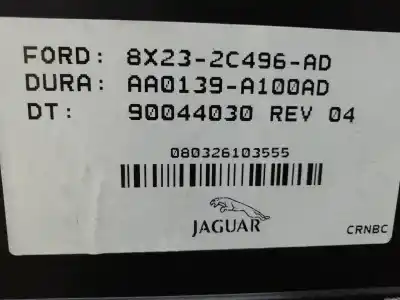 FORD: 8X23-2C496-AD
DURA: AA0139-A100AD
DT: 90044030 REV 04
080326103555
JAGUAR
CRNBC